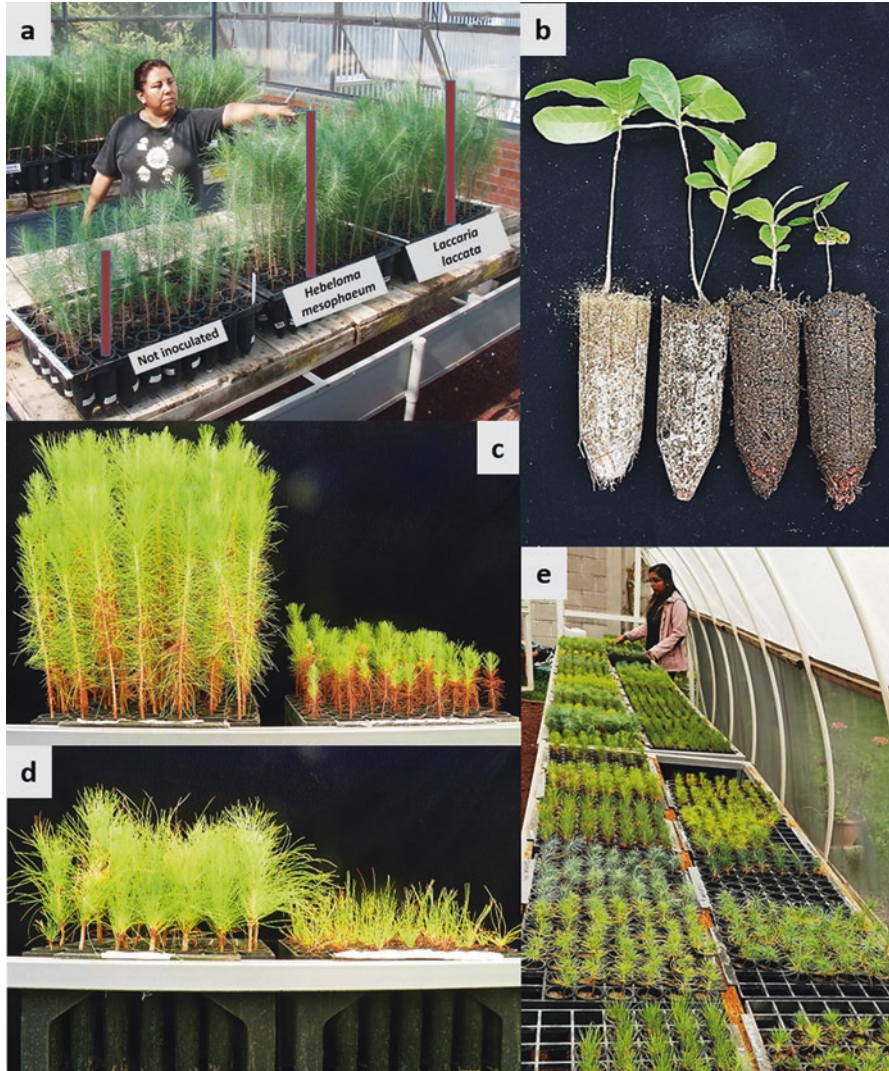 a
b
Not inoculated
Hebeloma
mesophaeum
Laccaria
laccata
c
d
e